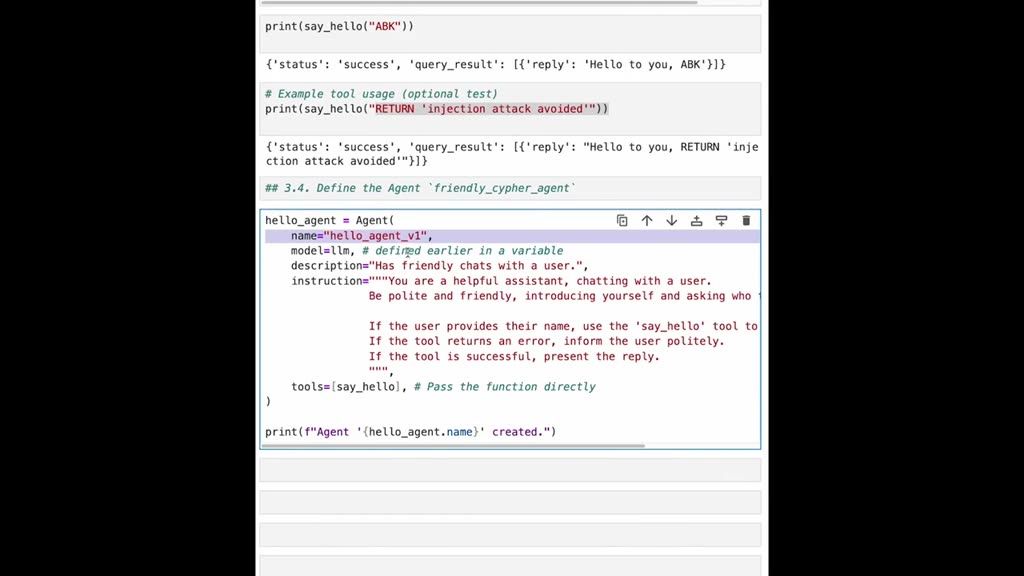 print(say_hello("ABK"))
{'status': 'success', 'query_result': [{'reply': 'Hello to you, ABK'}]}
# Example tool usage (optional test)
print(say_hello("RETURN 'injection attack avoided'"))
{'status': 'success', 'query_result': [{'reply': "Hello to you, RETURN 'inje
ction attack avoided'"}]}
## 3.4. Define the Agent `friendly_cypher_agent`
hello_agent = Agent(
name="hello_agent_v1",
model=llm, # defined earlier in a variable
description="Has friendly chats with a user.",
instruction="""You are a helpful assistant, chatting with a user.
Be polite and friendly, introducing yourself and asking who
If the user provides their name, use the 'say_hello' tool to
If the tool returns an error, inform the user politely.
If the tool is successful, present the reply.
""",
tools=[say_hello], # Pass the function directly
)
print(f"Agent '{hello_agent.name}' created.")